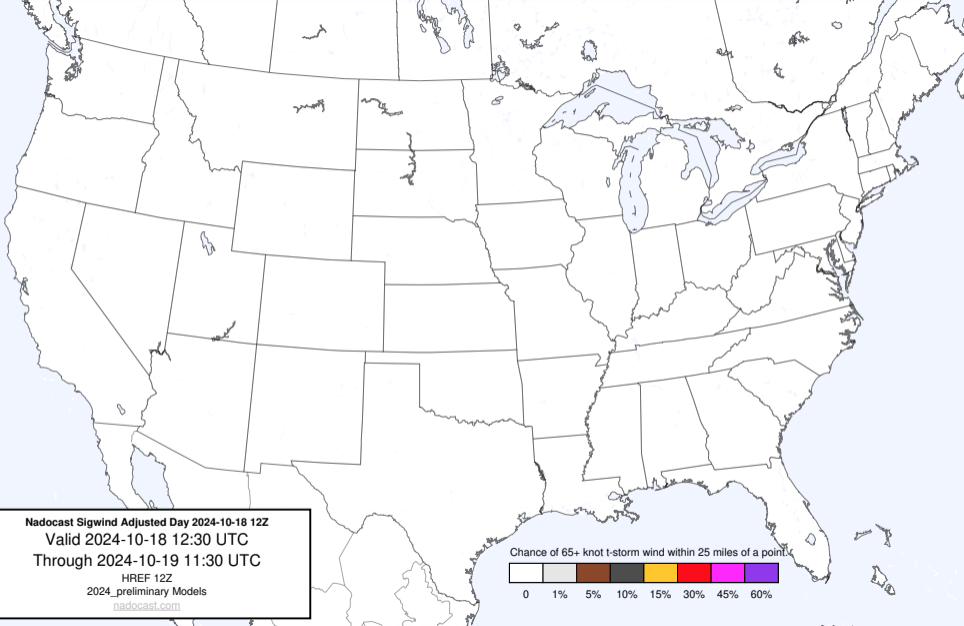 Nadocast Sigwind Adjusted Day 2024-10-18 12Z
Valid 2024-10-18 12:30 UTC
Through 2024-10-19 11:30 UTC
HREF 12Z
2024_preliminary Models
nadocast.com
Chance of 65+ knot t-storm wind within 25 miles of a point.
0 1% 5% 10% 15% 30% 45% 60%